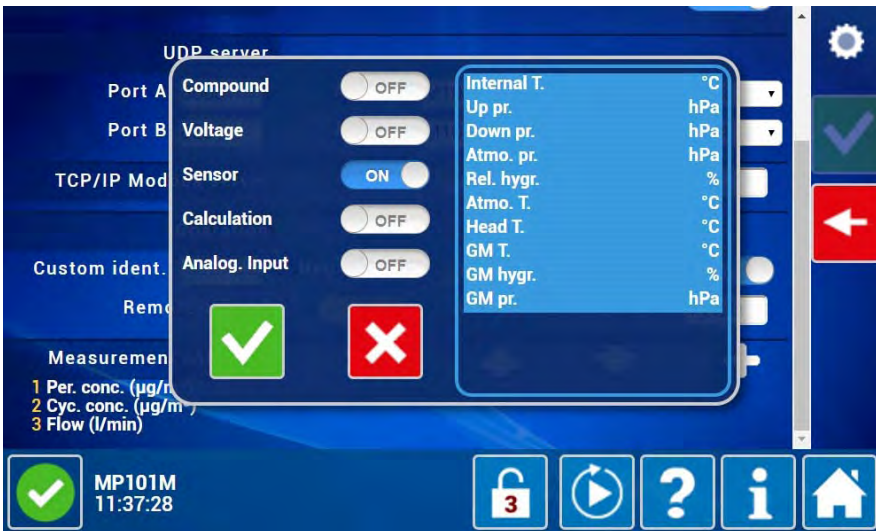 UDP server
Port A
Port B
TCP/IP Mod
Custom ident.
Remo
Measuremen
1 Per. conc. (µg/m
2 Cyc. conc. (µg/m³)
3 Flow (l/min)
Compound OFF
Voltage OFF
Sensor ON
Calculation OFF
Analog. Input OFF
Internal T. °C
Up pr. hPa
Down pr. hPa
Atmo. pr. hPa
Rel. hygr. %
Atmo. T. °C
Head T. °C
GM T. °C
GM hygr. %
GM pr. hPa
MP101M
11:37:28
3
?
i